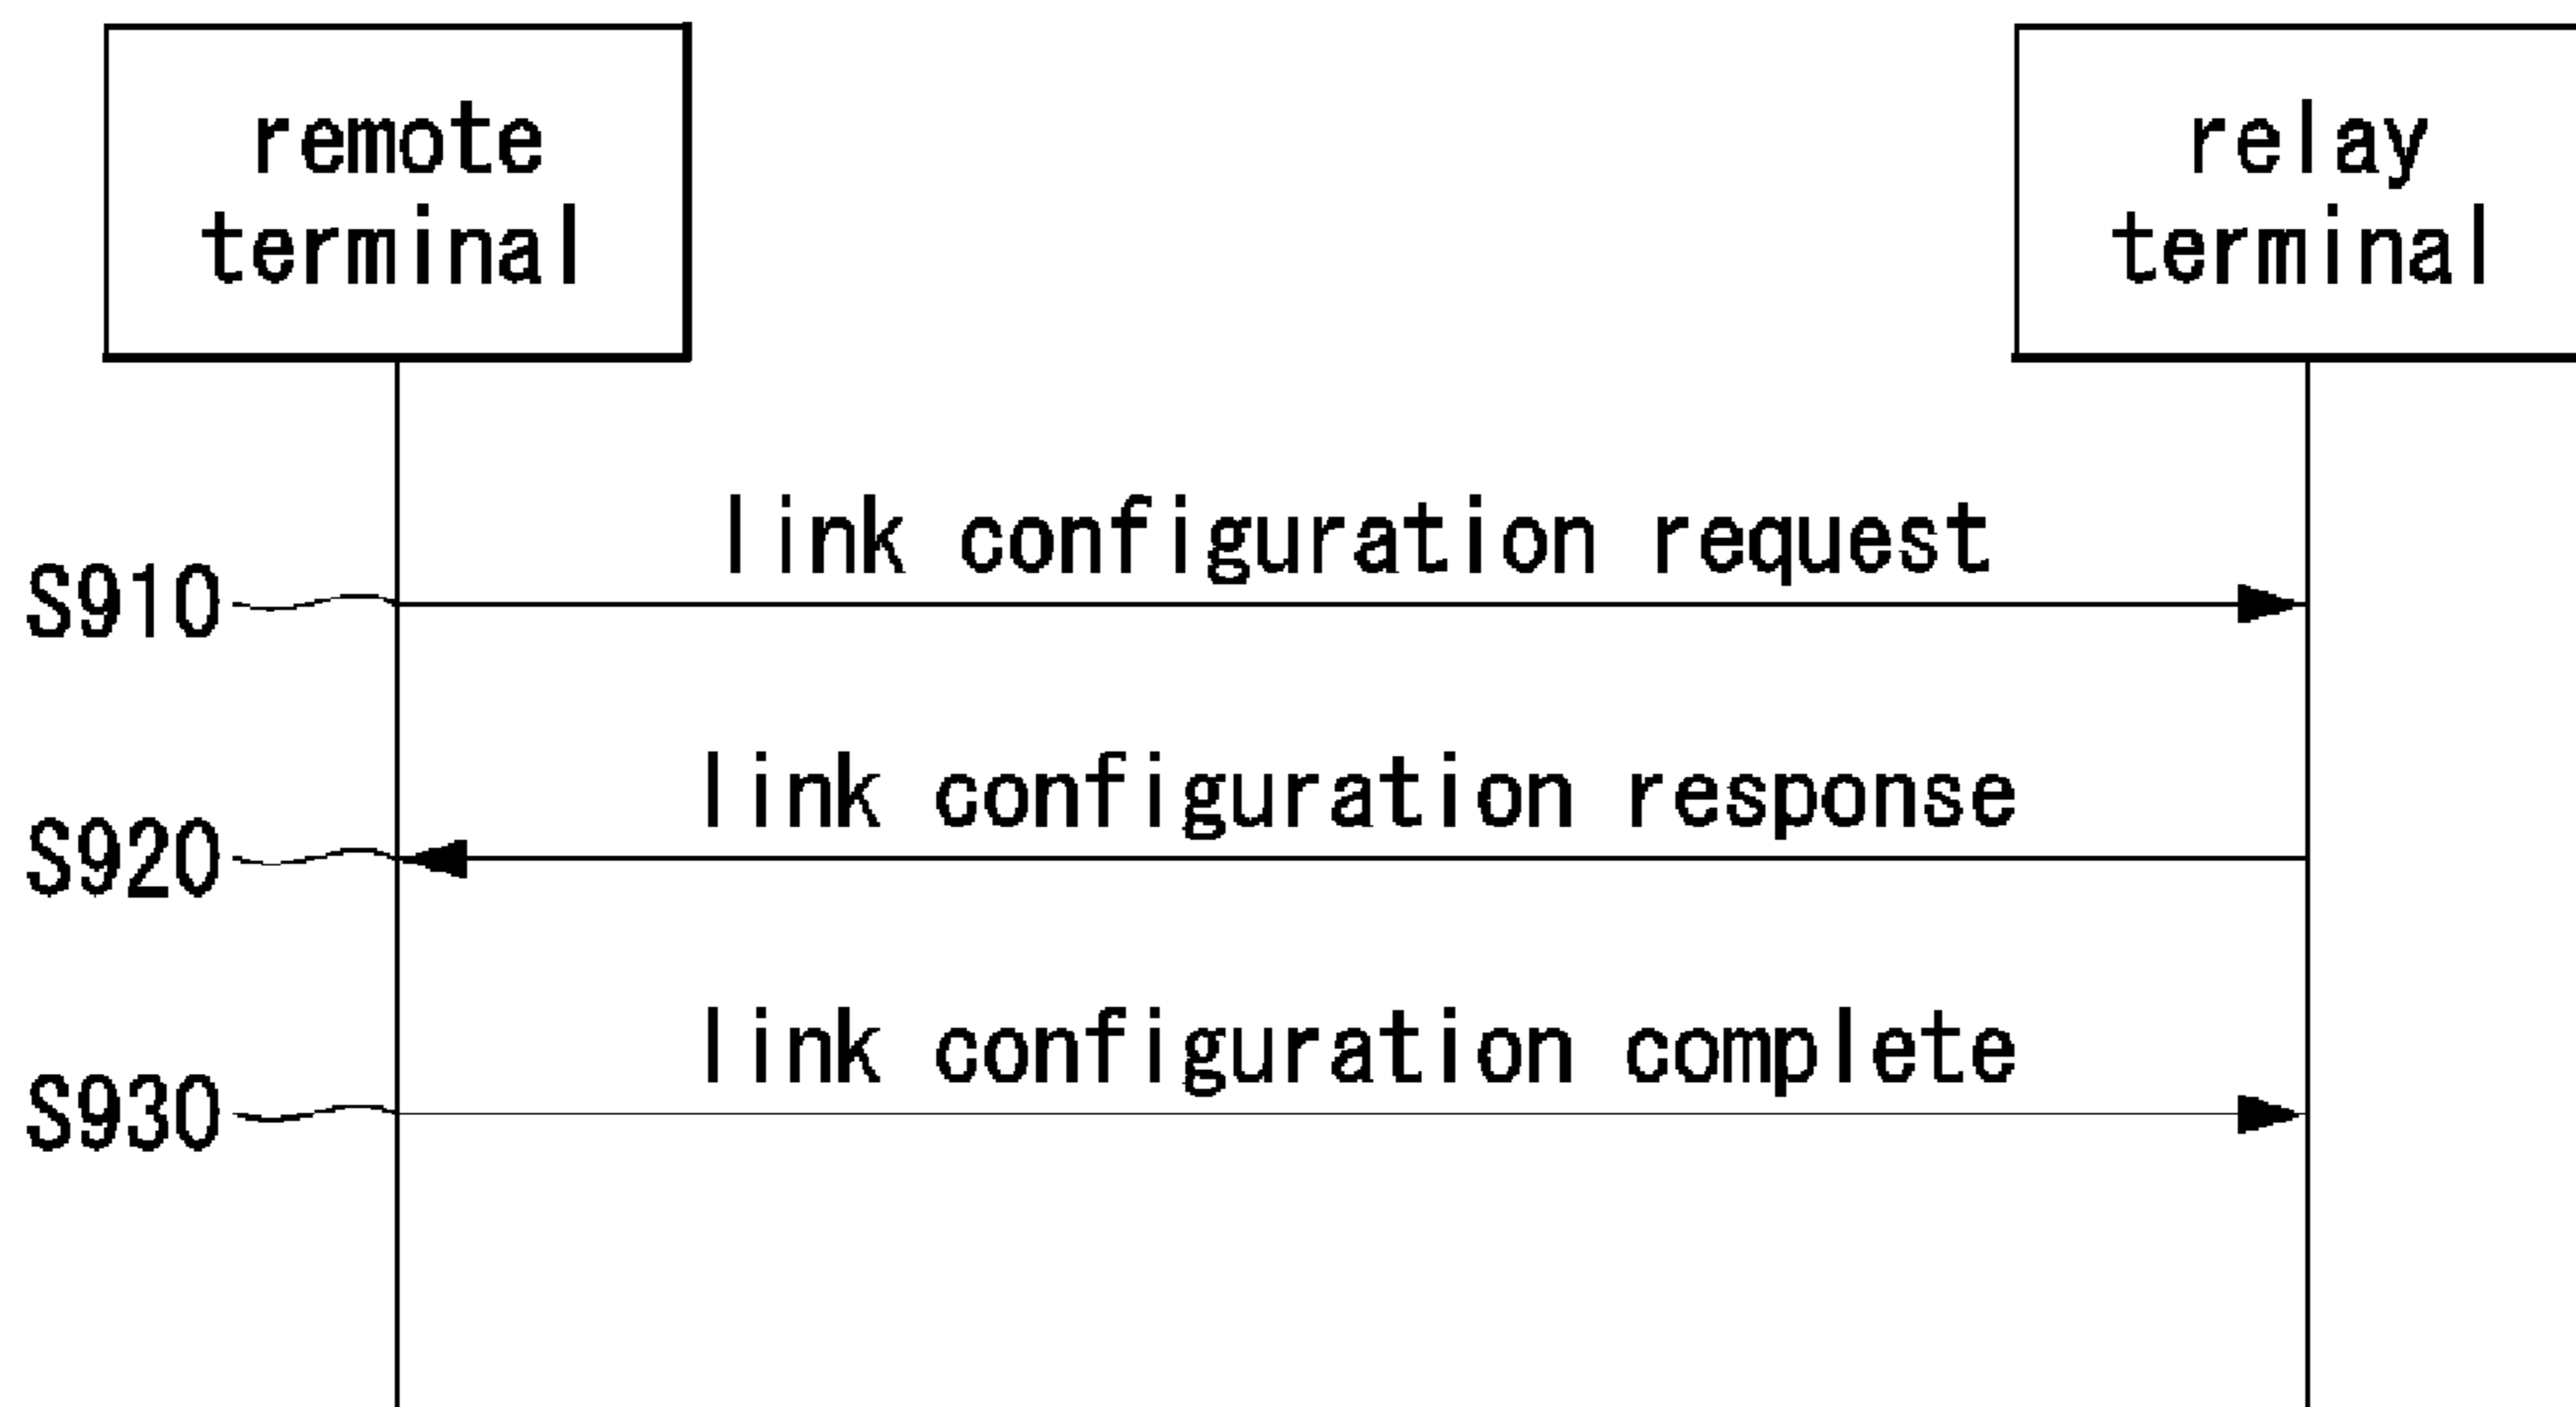 remote
terminal
relay
terminal
link configuration request
S910
link configuration response
S920
link configuration complete
S930